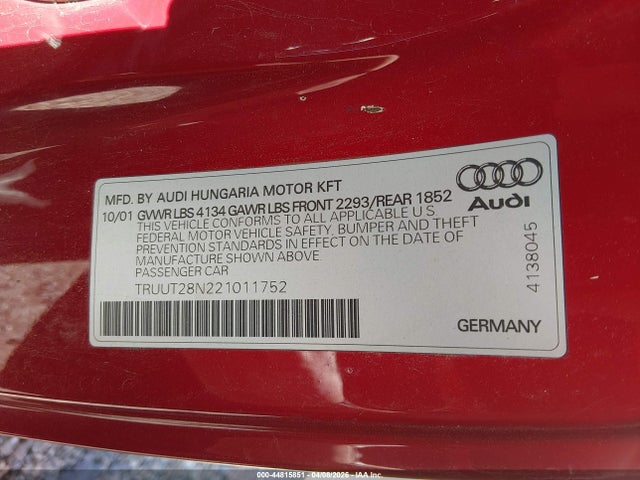 MFD. BY AUDI HUNGARIA MOTOR KFT
10/01 GVWR LBS 4134 GAWR LBS FRONT 2293/REAR 1852
THIS VEHICLE CONFORMS TO ALL APPLICABLE U S
FEDERAL MOTOR VEHICLE SAFETY, BUMPER AND THEFT
PREVENTION STANDARDS IN EFFECT ON THE DATE OF
MANUFACTURE SHOWN ABOVE
PASSENGER CAR
TRUUT28N221011752
Audi
4138045
GERMANY
000-44815851 04/08/2026 IAA Inc.